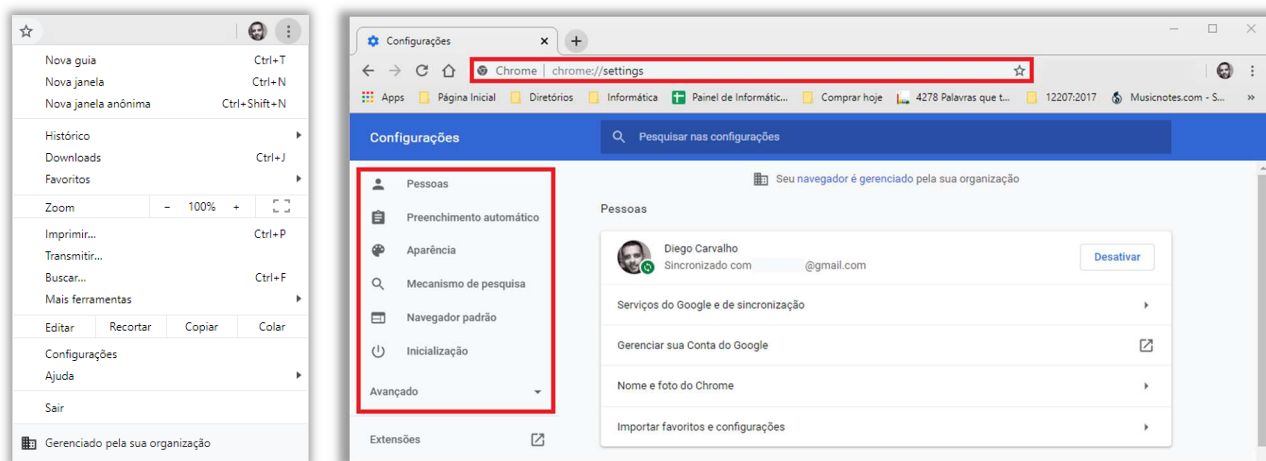 Nova guia Ctrl+T
Nova janela Ctrl+N
Nova janela anônima Ctrl+Shift+N
Histórico
Downloads Ctrl+J
Favoritos
Zoom - 100% +
Imprimir... Ctrl+P
Transmitir...
Buscar... Ctrl+F
Mais ferramentas
Editar Recortar Copiar Colar
Configurações
Ajuda
Sair
Gerenciado pela sua organização
Configurações
Chrome | chrome://settings
Apps Página Inicial Diretórios Informática Painel de Informátic... Comprar hoje 4278 Palavras que t... 12207:2017 Musicnotes.com - S... »
Configurações
Pesquisar nas configurações
Pessoas
Preenchimento automático
Aparência
Mecanismo de pesquisa
Navegador padrão
Inicialização
Avançado
Extensões
Seu navegador é gerenciado pela sua organização
Pessoas
Diego Carvalho
Sincronizado com @gmail.com
Desativar
Serviços do Google e de sincronização
Gerenciar sua Conta do Google
Nome e foto do Chrome
Importar favoritos e configurações